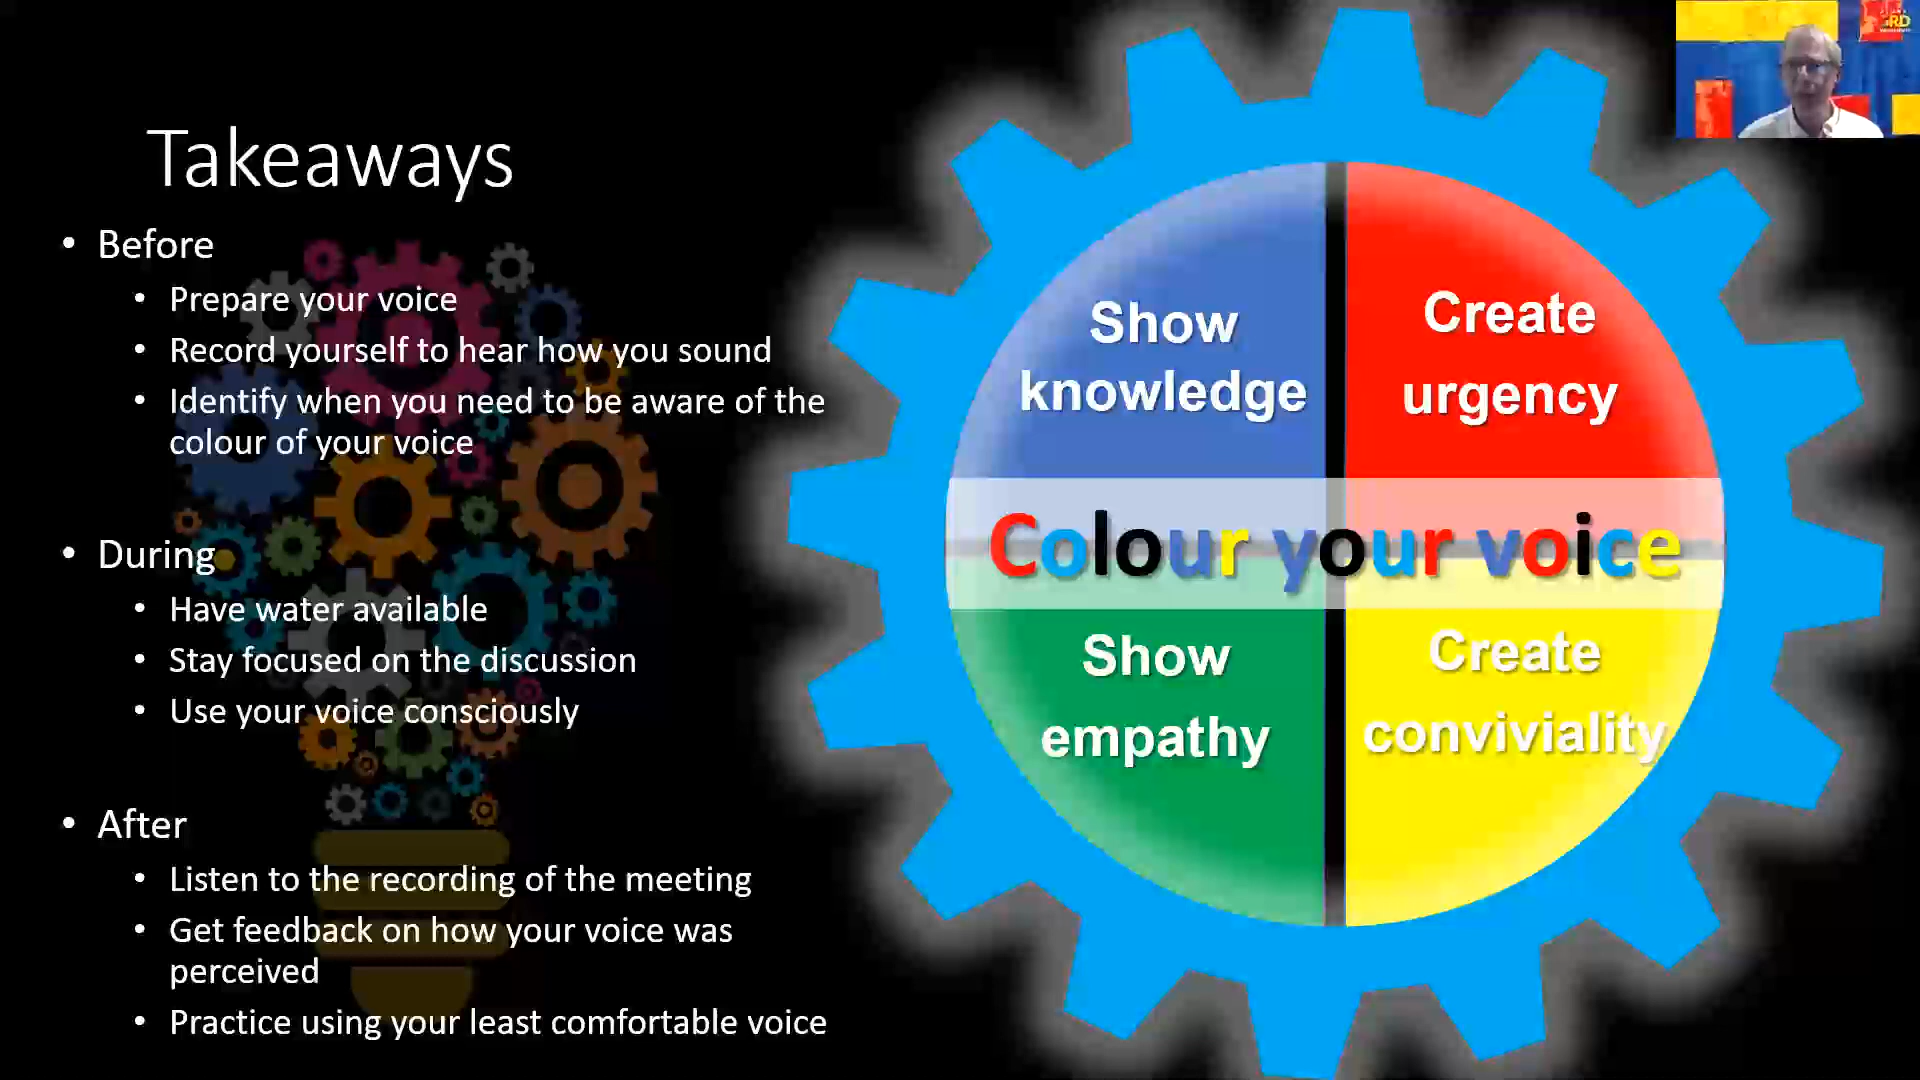 Takeaways
• Before
• Prepare your voice
• Record yourself to hear how you sound
• Identify when you need to be aware of the
colour of your voice
• During
• Have water available
• Stay focused on the discussion
• Use your voice consciously
• After
• Listen to the recording of the meeting
• Get feedback on how your voice was
perceived
• Practice using your least comfortable voice
Show
knowledge
Create
urgency
Colour your voice
Show
empathy
Create
conviviality